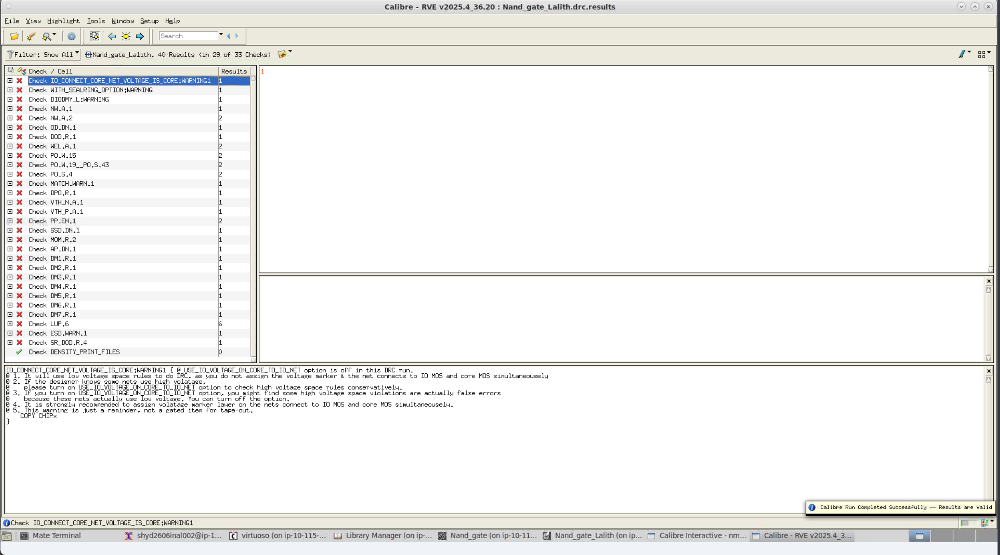 Calibre - RVE v2025.4_36.20 : Nand_gate_Lalith.drc.results
File View Highlight Tools Window Setup Help
Search
Filter: Show All Nand_gate_Lalith, 40 Results (in 29 of 33 Checks)
Check / Cell Results
Check IO_CONNECT_CORE_NET_VOLTAGE_IS_CORE:WARNING1 1
Check WITH_SEALRING_OPTION:WARNING 1
Check DIODMY_L:WARNING 1
Check NW.A.1 1
Check NW.A.2 2
Check OD.DN.1 1
Check DOD.R.1 1
Check WEL.A.1 2
Check PO.W.15 2
Check PO.W.19__PO.S.43 2
Check PO.S.4 2
Check MATCH.WARN.1 1
Check DPO.R.1 1
Check VTH_N.A.1 1
Check VTH_P.A.1 1
Check PP.EN.1 2
Check SSD.DN.1 1
Check MOM.R.2 1
Check AP.DN.1 1
Check DM1.R.1 1
Check DM2.R.1 1
Check DM3.R.1 1
Check DM4.R.1 1
Check DM5.R.1 1
Check DM6.R.1 1
Check DM7.R.1 1
Check LUP.6 6
Check ESD.WARN.1 1
Check SR_DOD.R.4 1
Check DENSITY_PRINT_FILES 0
1
IO_CONNECT_CORE_NET_VOLTAGE_IS_CORE:WARNING1 { @ USE_IO_VOLTAGE_ON_CORE_TO_IO_NET option is off in this DRC run.
@ 1. It will use low voltage space rules to do DRC, as you do not assign the voltage marker & the net connects to IO MOS and core MOS simultaneousely
@ 2. If the designer knows some nets use high volatage,
@ please turn on USE_IO_VOLTAGE_ON_CORE_TO_IO_NET option to check high voltage space rules conservatively.
@ 3. If you turn on USE_IO_VOLTAGE_ON_CORE_TO_IO_NET option, you might find some high voltage space violations are actually false errors
@ because these nets actually use low voltage. You can turn off the option.
@ 4. It is strongly recommended to assign volatage marker layer on the nets connect to IO MOS and core MOS simultaneousely.
@ 5. This warning is just a reminder, not a gated item for tape-out.
COPY CHIPx
}
Calibre Run Completed Successfully -- Results are Valid
Check IO_CONNECT_CORE_NET_VOLTAGE_IS_CORE:WARNING1
Mate Terminal shyd2606inal002@ip-1... virtuoso (on ip-10-115-... Library Manager (on ip-... Nand_gate (on ip-10-11... Nand_gate_Lalith (on ip... Calibre Interactive - nm... Calibre - RVE v2025.4_3...